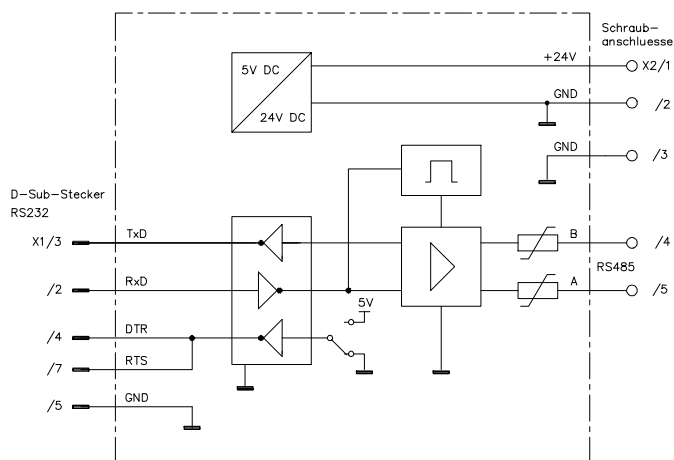 Schraub-
anschluesse
+24V
X2/1
5V DC
24V DC
GND
/2
GND
/3
D-Sub-Stecker
RS232
X1/3
TxD
B
/4
RS485
/2
RxD
A
/5
5V
/4
DTR
/7
RTS
/5
GND